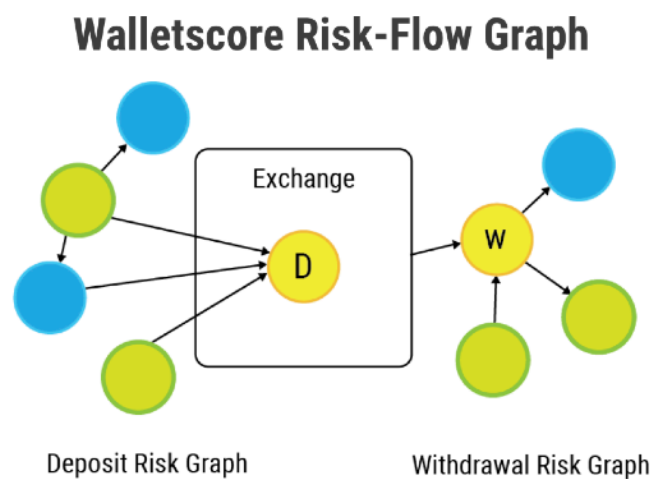 Walletscore Risk-Flow Graph
Exchange
D
W
Deposit Risk Graph
Withdrawal Risk Graph